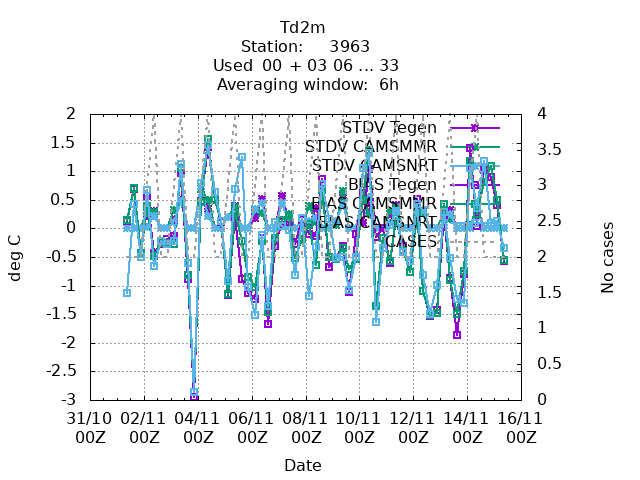 Td2m
Station: 3963
Used 00 + 03 06 ... 33
Averaging window: 6h
2
1.5
1
0.5
0
-0.5
-1
-1.5
-2
-2.5
-3
deg C
4
3.5
3
2.5
2
1.5
1
0.5
0
No cases
STDV Tegen
STDV CAMSMMR
STDV CAMSNRT
BIAS Tegen
BIAS CAMSMMR
BIAS CAMSNRT
CASES
31/10 02/11 04/11 06/11 08/11 10/11 12/11 14/11 16/11
00Z 00Z 00Z 00Z 00Z 00Z 00Z 00Z 00Z
Date